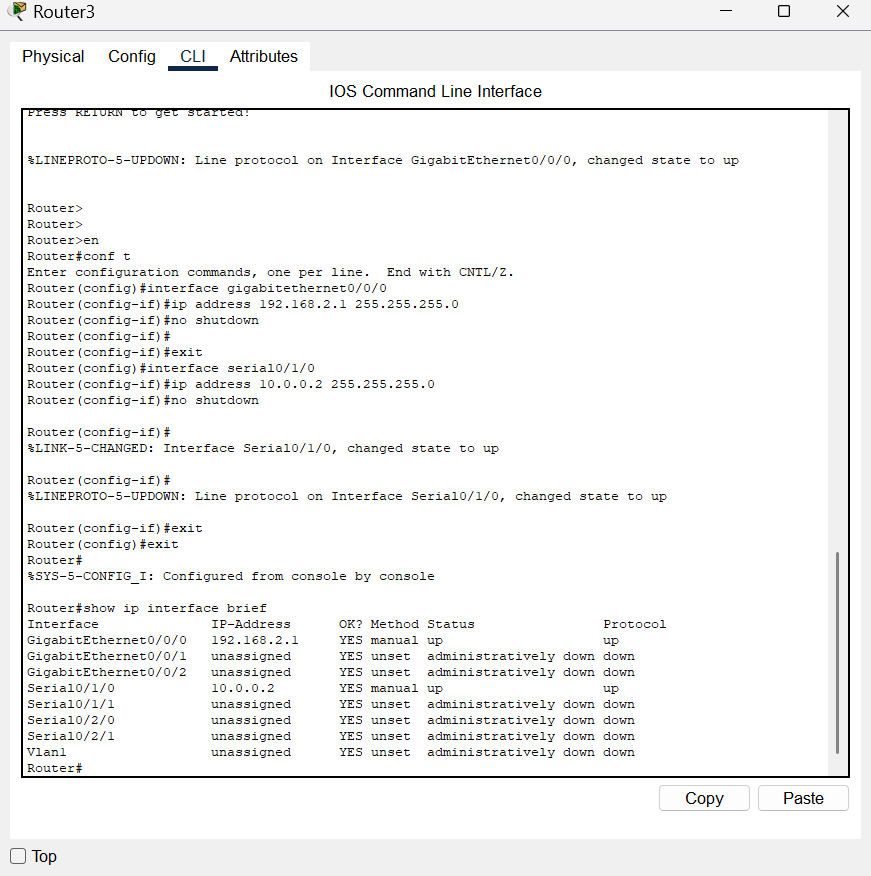 Router3
Physical Config CLI Attributes
IOS Command Line Interface
Press RETURN to get started!
%LINEPROTO-5-UPDOWN: Line protocol on Interface GigabitEthernet0/0/0, changed state to up
Router>
Router>
Router>en
Router#conf t
Enter configuration commands, one per line.  End with CNTL/Z.
Router(config)#interface gigabitethernet0/0/0
Router(config-if)#ip address 192.168.2.1 255.255.255.0
Router(config-if)#no shutdown
Router(config-if)#
Router(config-if)#exit
Router(config)#interface serial0/1/0
Router(config-if)#ip address 10.0.0.2 255.255.255.0
Router(config-if)#no shutdown
Router(config-if)#
%LINK-5-CHANGED: Interface Serial0/1/0, changed state to up
Router(config-if)#
%LINEPROTO-5-UPDOWN: Line protocol on Interface Serial0/1/0, changed state to up
Router(config-if)#exit
Router(config)#exit
Router#
%SYS-5-CONFIG_I: Configured from console by console
Router#show ip interface brief
Interface              IP-Address      OK? Method Status                Protocol
GigabitEthernet0/0/0   192.168.2.1     YES manual up                    up
GigabitEthernet0/0/1   unassigned      YES unset  administratively down down
GigabitEthernet0/0/2   unassigned      YES unset  administratively down down
Serial0/1/0            10.0.0.2        YES manual up                    up
Serial0/1/1            unassigned      YES unset  administratively down down
Serial0/2/0            unassigned      YES unset  administratively down down
Serial0/2/1            unassigned      YES unset  administratively down down
Vlan1                  unassigned      YES unset  administratively down down
Router#
Copy Paste
Top